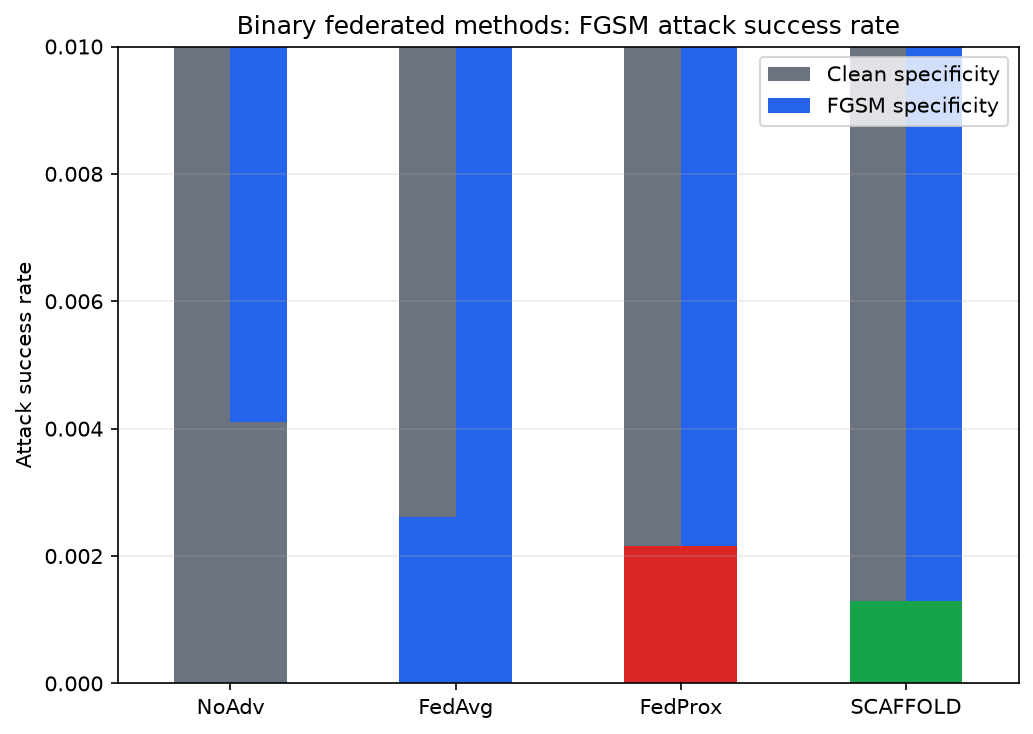 Binary federated methods: FGSM attack success rate
Clean specificity
FGSM specificity
Attack success rate
0.010
0.008
0.006
0.004
0.002
0.000
NoAdv
FedAvg
FedProx
SCAFFOLD